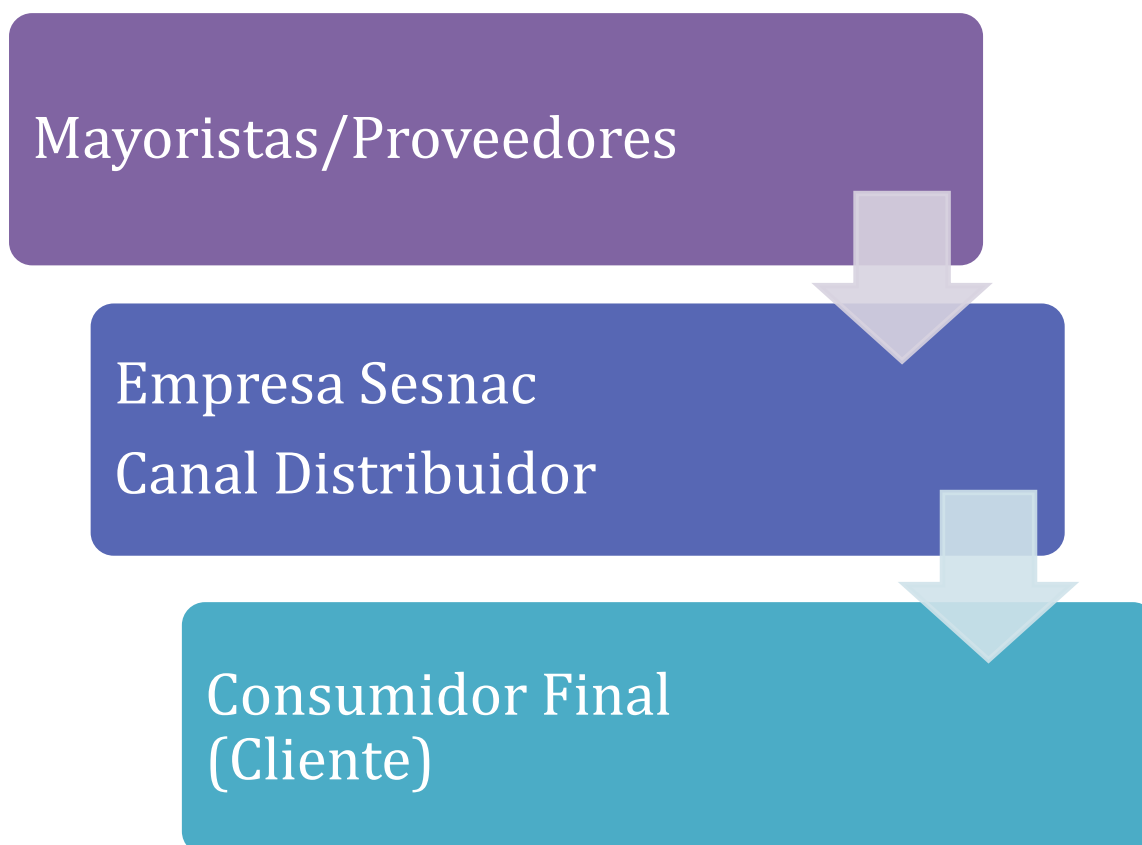 Mayoristas/Proveedores
Empresa Sesnac
Canal Distribuidor
Consumidor Final
(Cliente)